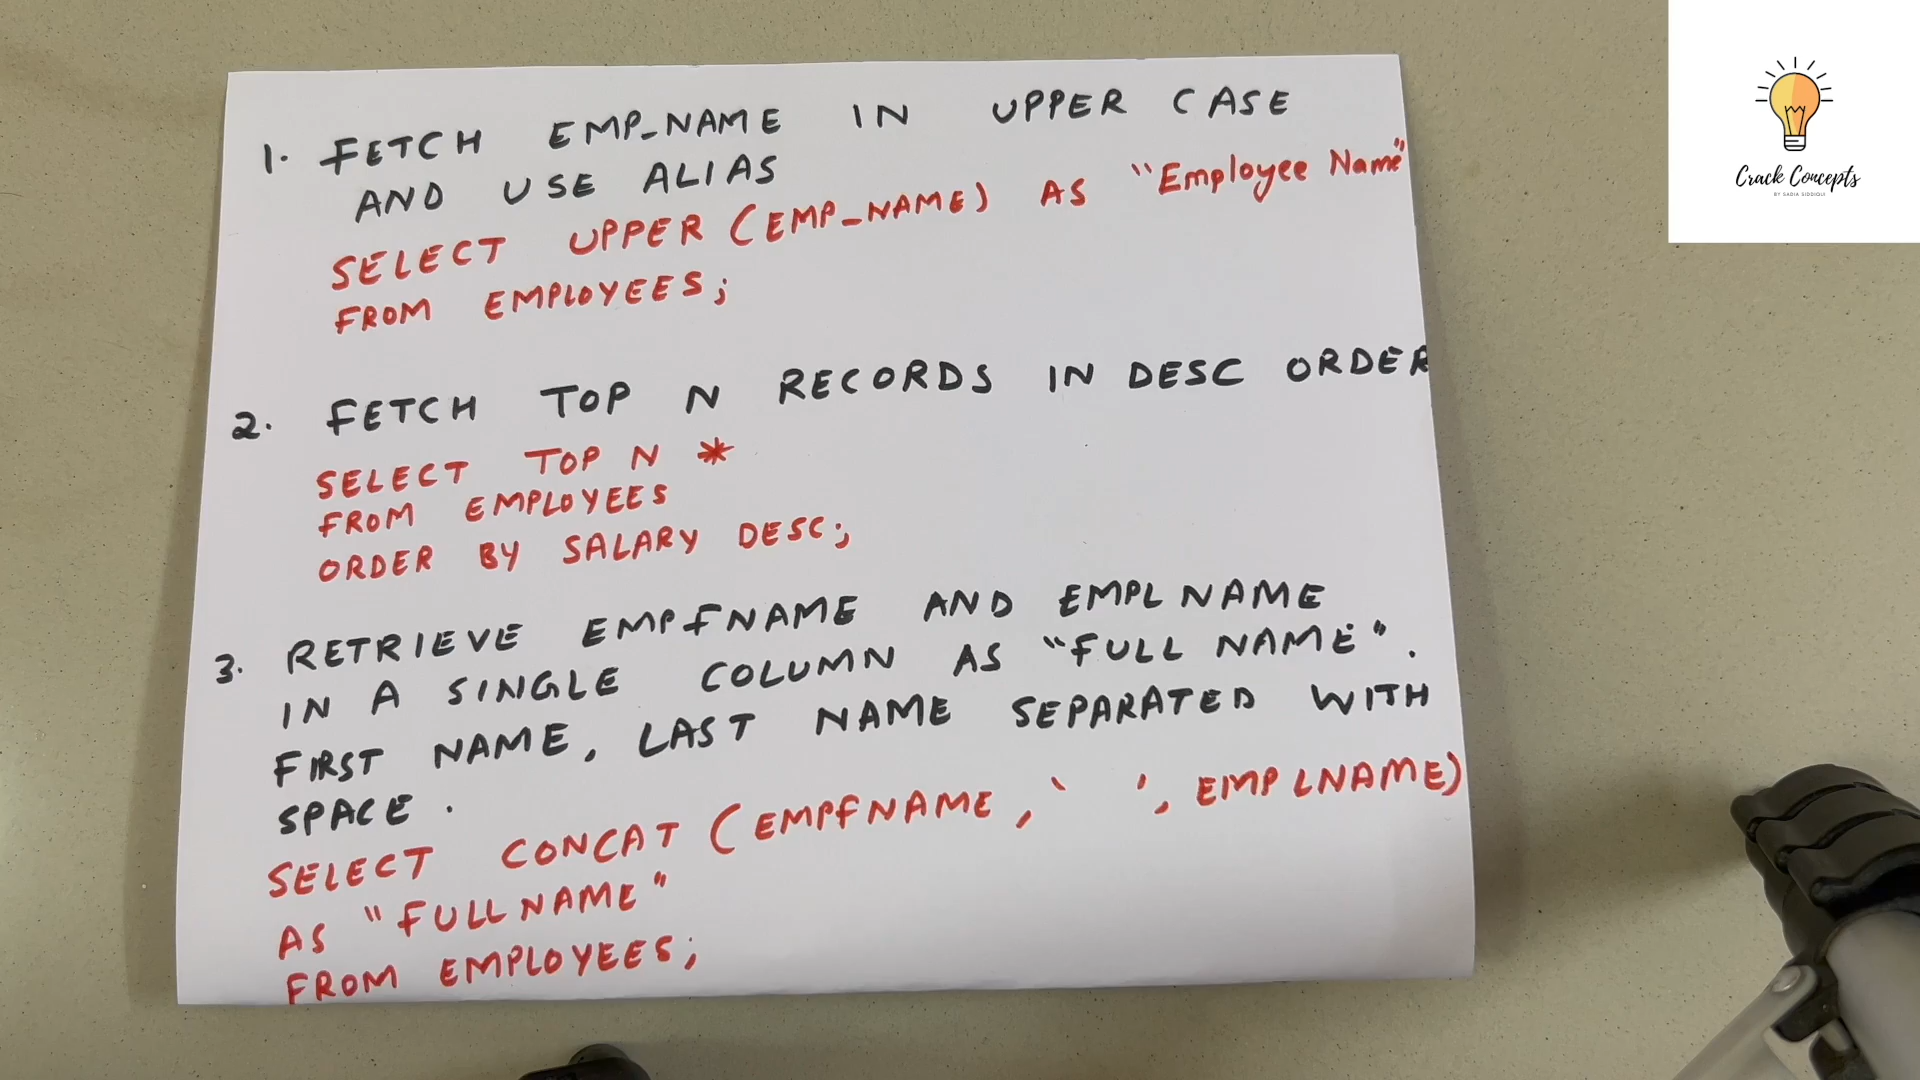 1. FETCH EMP_NAME IN UPPER CASE
AND USE ALIAS
SELECT UPPER (EMP_NAME) AS "Employee Name"
FROM EMPLOYEES;
2. FETCH TOP N RECORDS IN DESC ORDER
SELECT TOP N *
FROM EMPLOYEES
ORDER BY SALARY DESC;
3. RETRIEVE EMPFNAME AND EMPLNAME
IN A SINGLE COLUMN AS "FULL NAME".
FIRST NAME, LAST NAME SEPARATED WITH
SPACE.
SELECT CONCAT (EMPFNAME, ' ', EMPLNAME)
AS "FULLNAME"
FROM EMPLOYEES;
Crack Concepts
BY SADIA SIDDIQUI